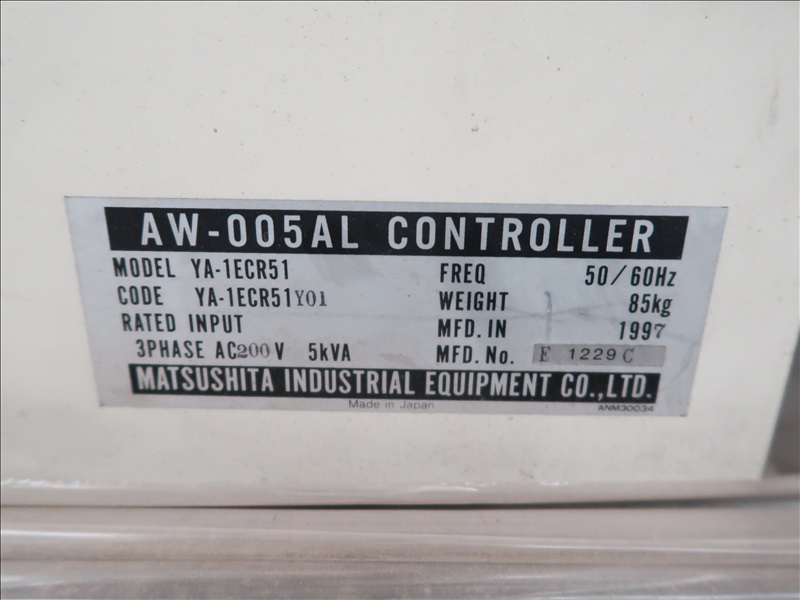 AW-005AL CONTROLLER
MODEL YA-1ECR51 FREQ 50/60Hz
CODE YA-1ECR51Y01 WEIGHT 85kg
RATED INPUT MFD. IN 1997
3PHASE AC200V 5kVA MFD. No. E 1229C
MATSUSHITA INDUSTRIAL EQUIPMENT CO.,LTD.
Made in Japan ANM30034